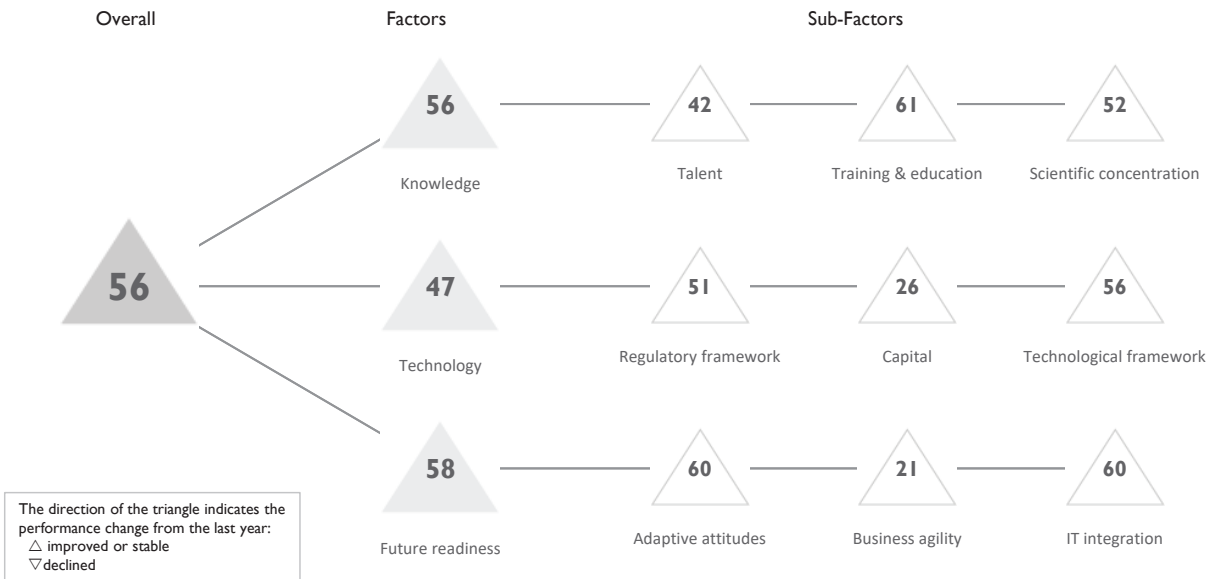 Overall
Factors
Sub-Factors
56
42
61
52
Knowledge
Talent
Training & education
Scientific concentration
56
47
51
26
56
Technology
Regulatory framework
Capital
Technological framework
58
60
21
60
Future readiness
Adaptive attitudes
Business agility
IT integration
The direction of the triangle indicates the
performance change from the last year:
△ improved or stable
▽declined